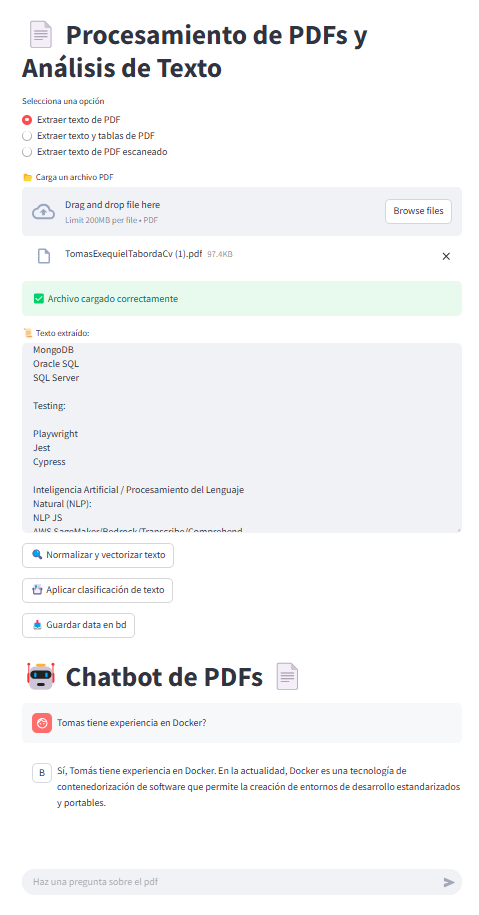 Procesamiento de PDFs y
Análisis de Texto
Selecciona una opción
Extraer texto de PDF
Extraer texto y tablas de PDF
Extraer texto de PDF escaneado
Carga un archivo PDF
Drag and drop file here
Limit 200MB per file • PDF
Browse files
TomasExequielTabordaCv (1).pdf 97.4KB
Archivo cargado correctamente
Texto extraído:
MongoDB
Oracle SQL
SQL Server
Testing:
Playwright
Jest
Cypress
Inteligencia Artificial / Procesamiento del Lenguaje
Natural (NLP):
NLP JS
AWS SageMaker/Bedrock/Transcribe/Comprehend
Normalizar y vectorizar texto
Aplicar clasificación de texto
Guardar data en bd
Chatbot de PDFs
Tomas tiene experiencia en Docker?
B
Sí, Tomás tiene experiencia en Docker. En la actualidad, Docker es una tecnología de
contenedorización de software que permite la creación de entornos de desarrollo estandarizados
y portables.
Haz una pregunta sobre el pdf